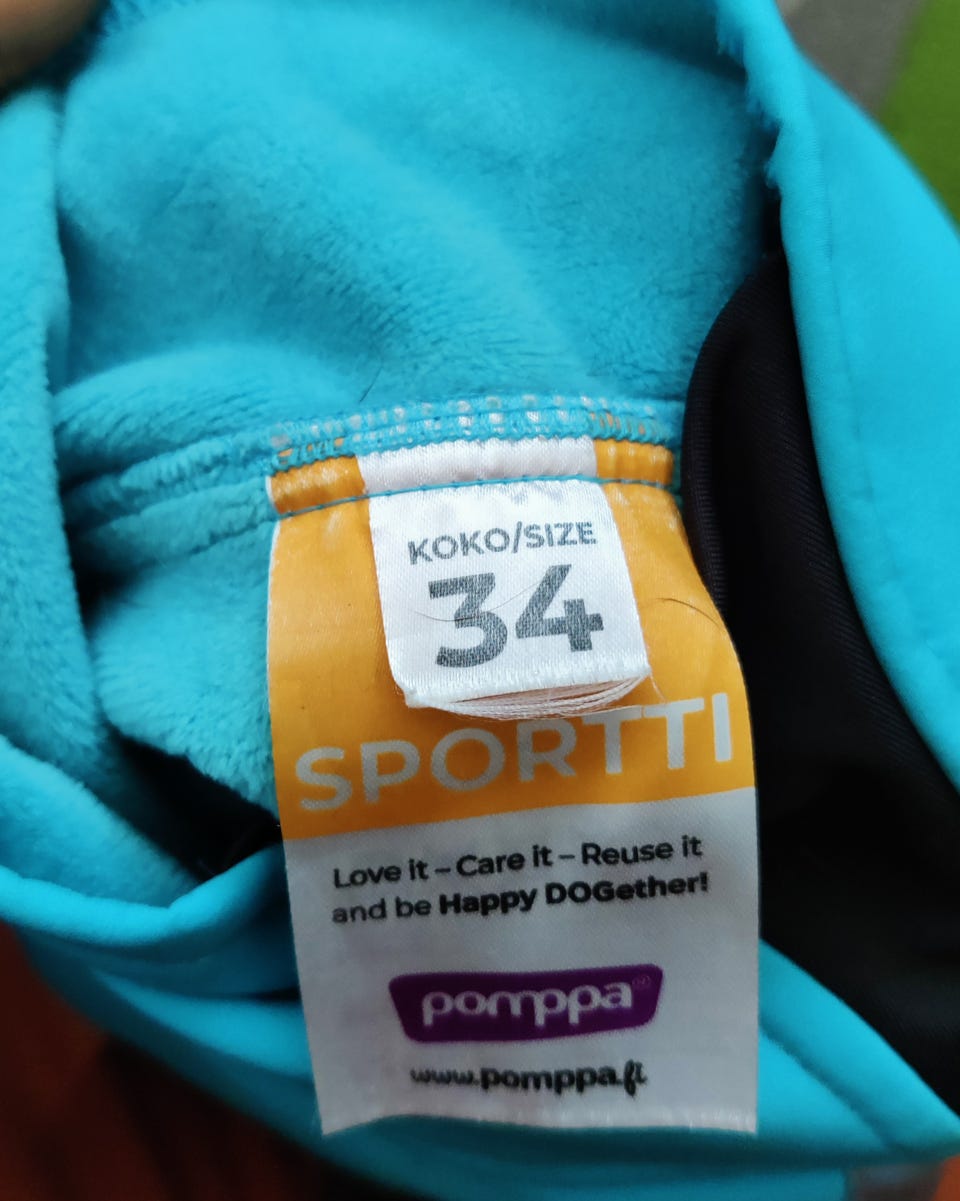 KOKO/SIZE
34
SPORTTI
Love it – Care it – Reuse it
and be Happy DOGether!
pomppa®
www.pomppa.fi